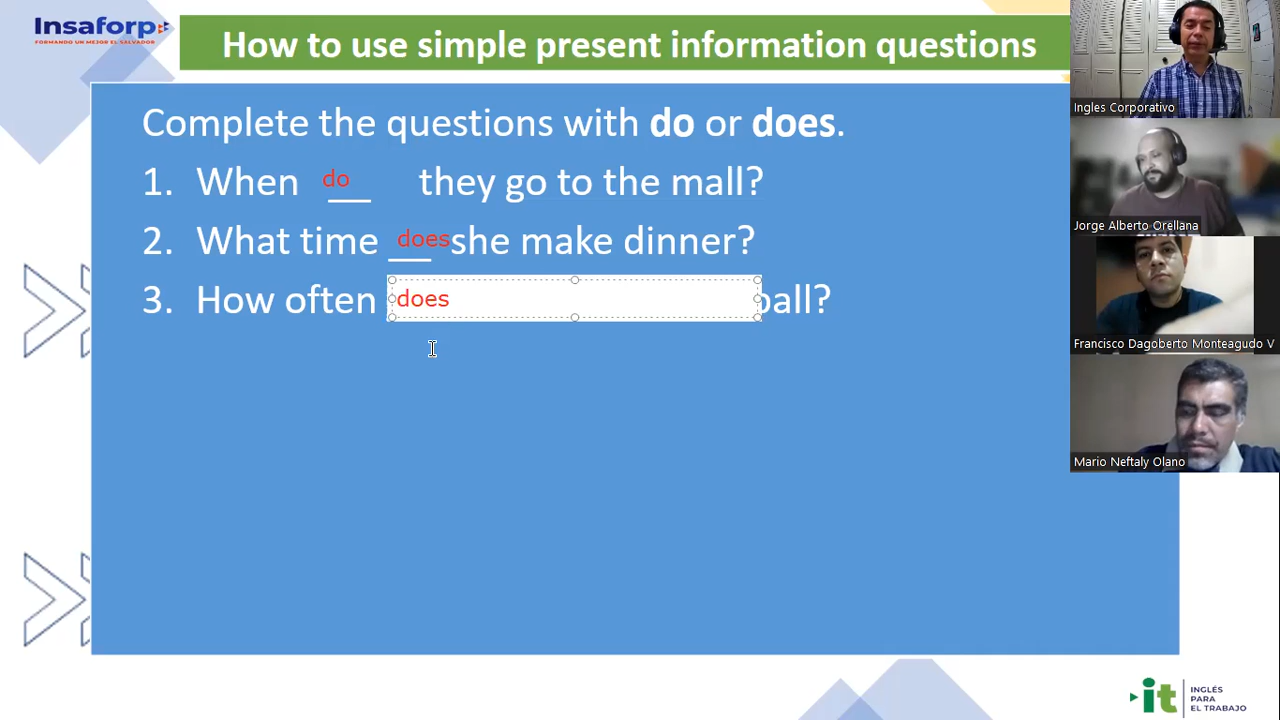 Insaforp
FORMANDO UN MEJOR EL SALVADOR
How to use simple present information questions
Complete the questions with do or does.
1. When do they go to the mall?
2. What time does she make dinner?
3. How often does ball?
Ingles Corporativo
Jorge Alberto Orellana
Francisco Dagoberto Monteagudo V
Mario Neftaly Olano
it
INGLÉS
PARA
EL TRABAJO